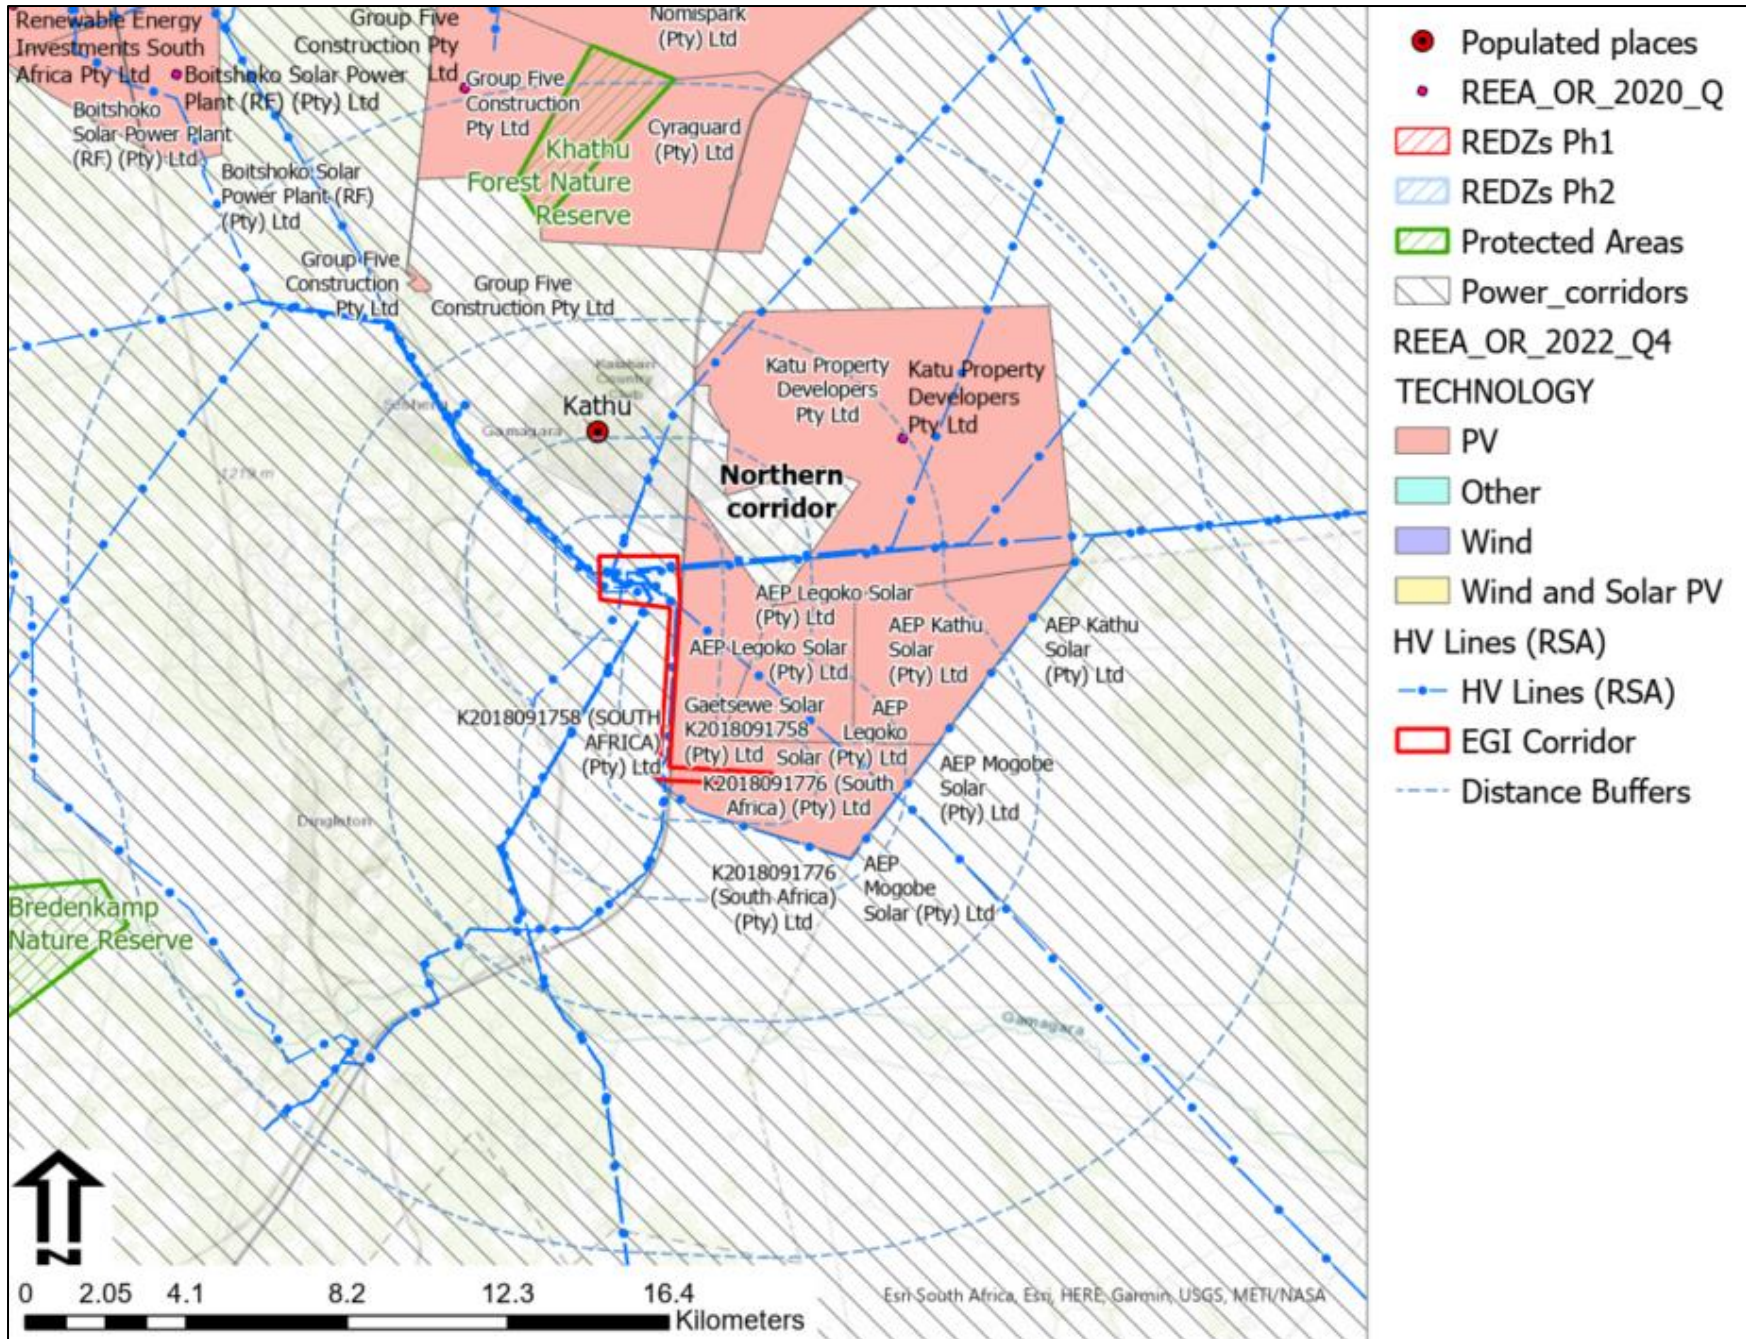 Renewable Energy
Investments South
Africa Pty Ltd
Boitshoko Solar Power
Plant (RF) (Pty) Ltd
Boitshoko
Solar Power Plant
(RF) (Pty) Ltd
Boitshoko Solar
Power Plant (RF)
(Pty) Ltd
Group Five
Construction Pty
Ltd
Group Five
Construction
Pty Ltd
Nomispark
(Pty) Ltd
Cyraguard
(Pty) Ltd
Khathu
Forest Nature
Reserve
Group Five
Construction
Pty Ltd
Group Five
Construction Pty Ltd
Country
Kathu
Gamagara
1219 m
Katu Property
Developers
Pty Ltd
Katu Property
Developers
Pty Ltd
Northern
corridor
AEP Legoko Solar
(Pty) Ltd
AEP Legoko Solar
(Pty) Ltd
AEP Kathu
Solar
(Pty) Ltd
AEP Kathu
Solar
(Pty) Ltd
K2018091758 (SOUTH
AFRICA)
(Pty) Ltd
Gaetsewe Solar
K2018091758
(Pty) Ltd
AEP
Legoko
Solar (Pty) Ltd
K2018091776 (South
Africa) (Pty) Ltd
AEP Mogobe
Solar
(Pty) Ltd
Dingleton
K2018091776
(South Africa)
(Pty) Ltd
AEP
Mogobe
Solar (Pty) Ltd
Bredenkamp
Nature Reserve
Gamagara
N
0 2.05 4.1 8.2 12.3 16.4
Kilometers
Esri South Africa, Esri, HERE, Garmin, USGS, METI/NASA
Populated places
REEA_OR_2020_Q
REDZs Ph1
REDZs Ph2
Protected Areas
Power_corridors
REEA_OR_2022_Q4
TECHNOLOGY
PV
Other
Wind
Wind and Solar PV
HV Lines (RSA)
HV Lines (RSA)
EGI Corridor
Distance Buffers